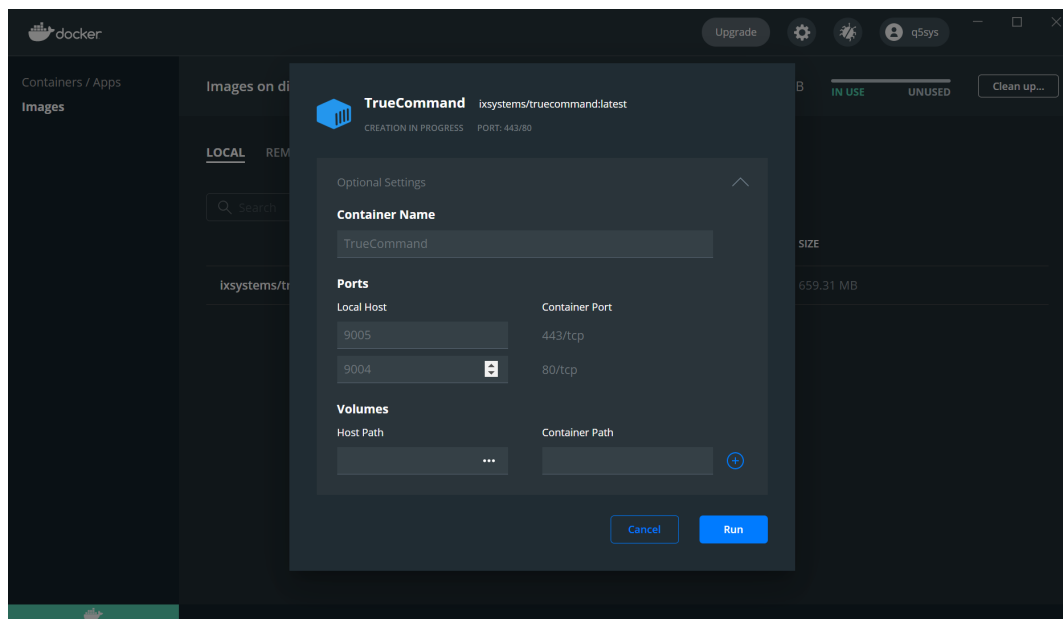 docker
Upgrade
q5sys
Containers / Apps
Images
Images on di
B
IN USE
UNUSED
Clean up...
LOCAL
REM
Search
SIZE
ixsystems/tr
659.31 MB
TrueCommand ixsystems/truecommand:latest
CREATION IN PROGRESS PORT: 443/80
Optional Settings
Container Name
TrueCommand
Ports
Local Host Container Port
9005 443/tcp
9004 80/tcp
Volumes
Host Path Container Path
Cancel Run